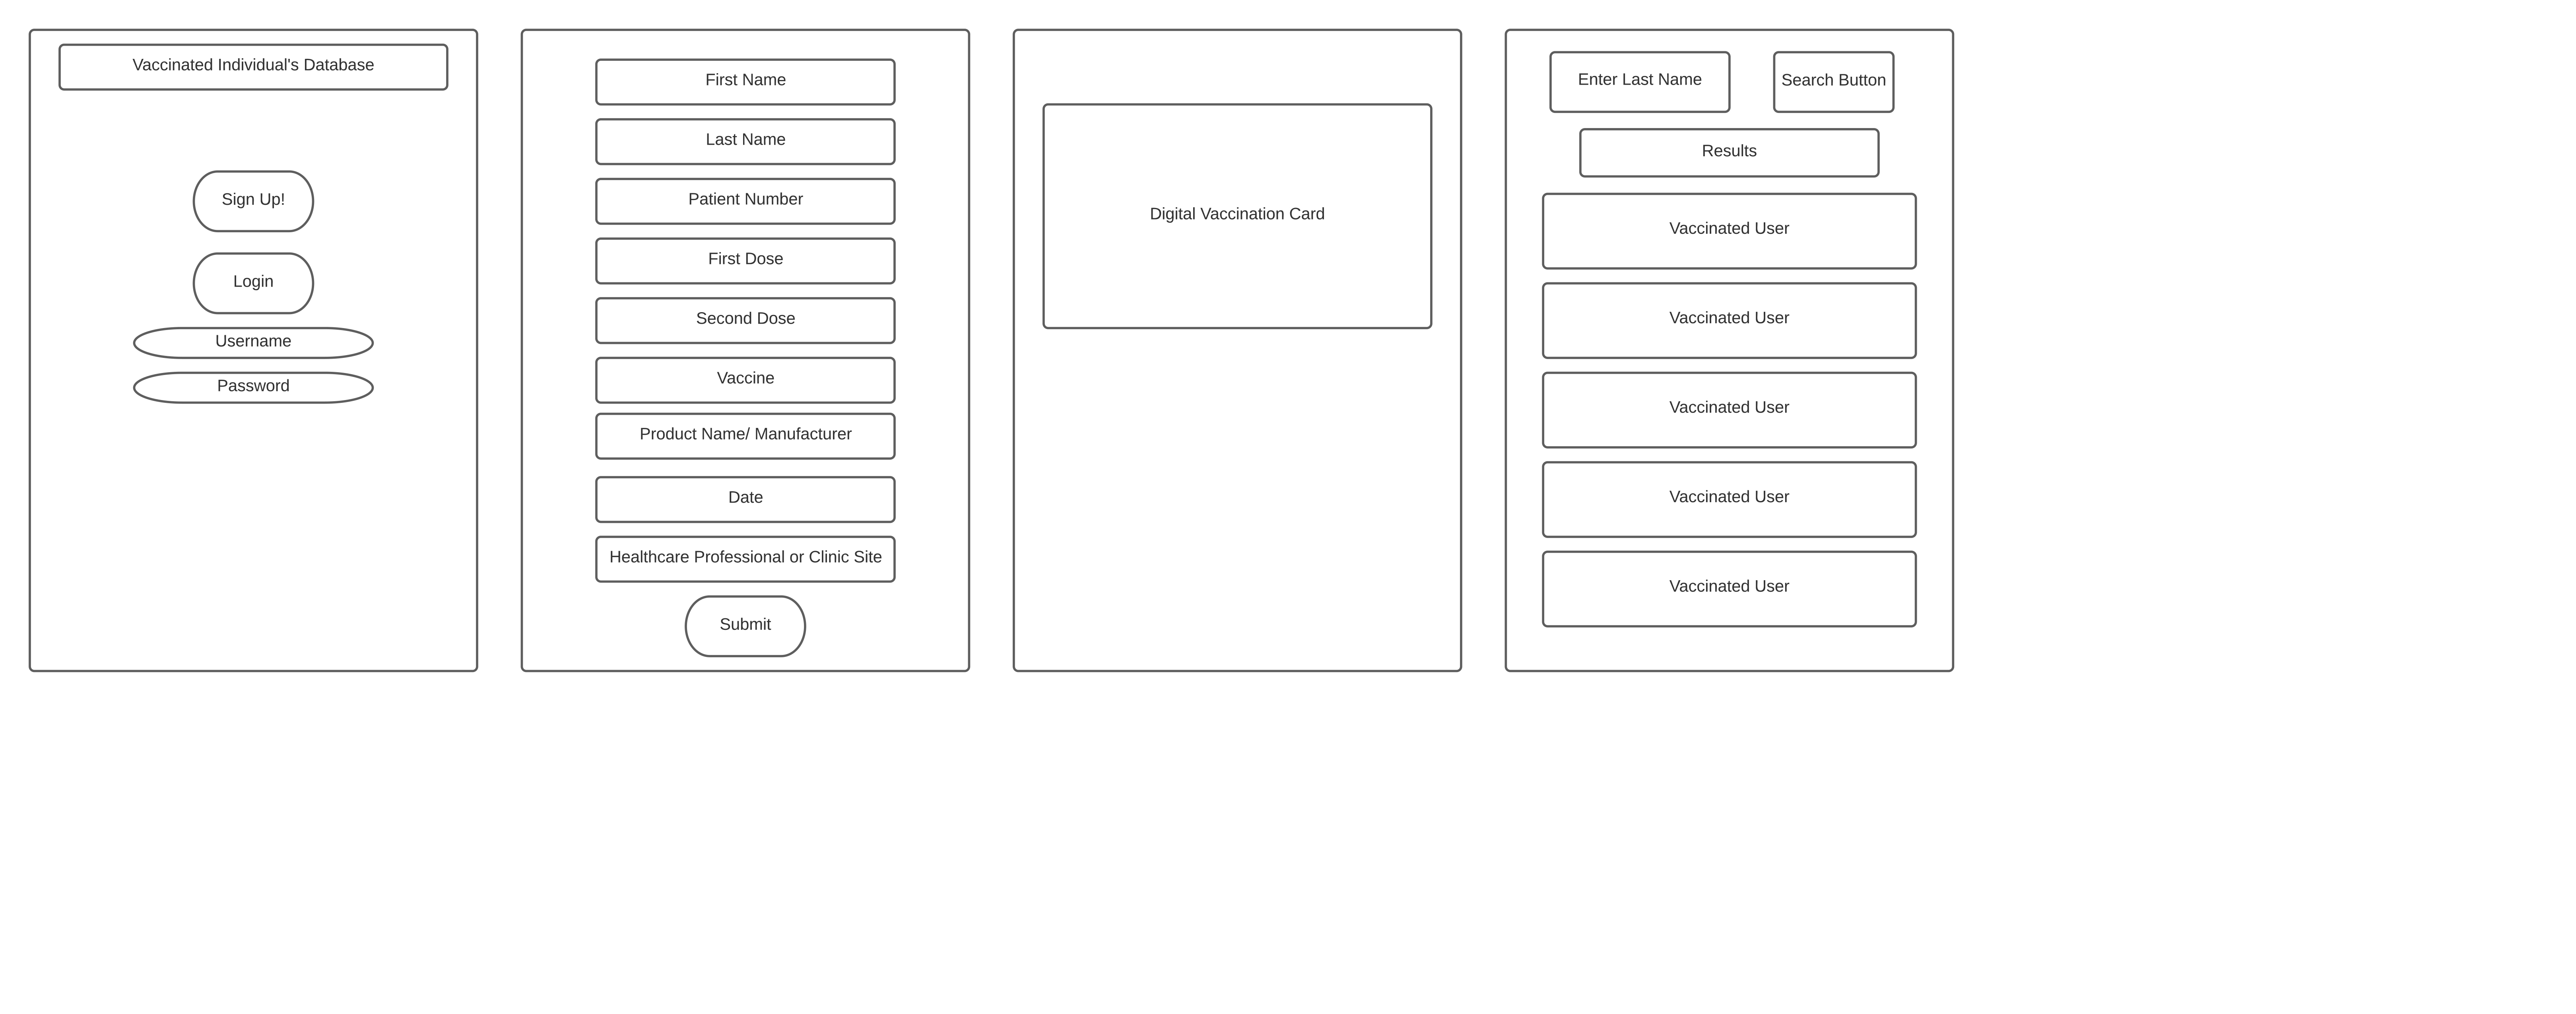 Vaccinated Individual's Database
Sign Up!
Login
Username
Password
First Name
Last Name
Patient Number
First Dose
Second Dose
Vaccine
Product Name/ Manufacturer
Date
Healthcare Professional or Clinic Site
Submit
Digital Vaccination Card
Enter Last Name
Search Button
Results
Vaccinated User
Vaccinated User
Vaccinated User
Vaccinated User
Vaccinated User